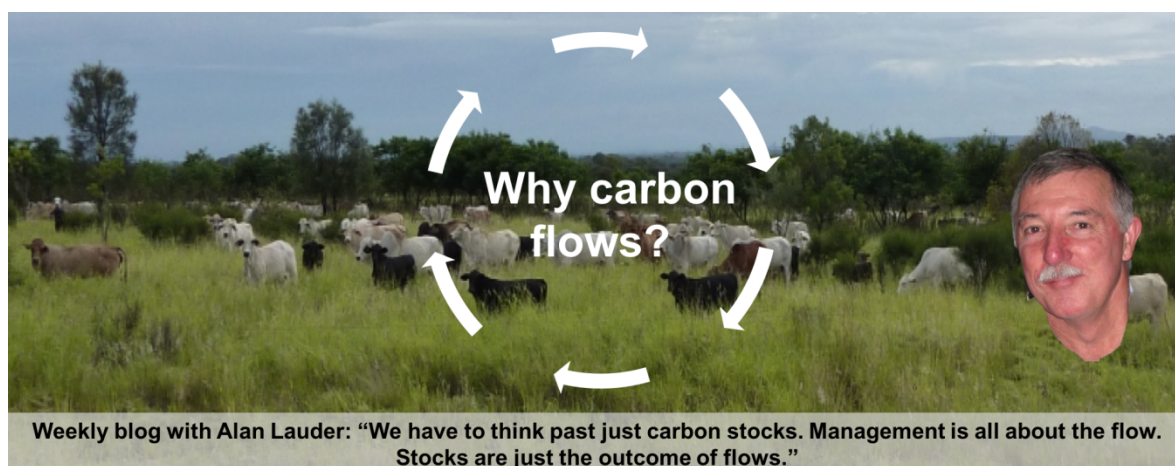 Why carbon
flows?
Weekly blog with Alan Lauder: “We have to think past just carbon stocks. Management is all about the flow.
Stocks are just the outcome of flows.”